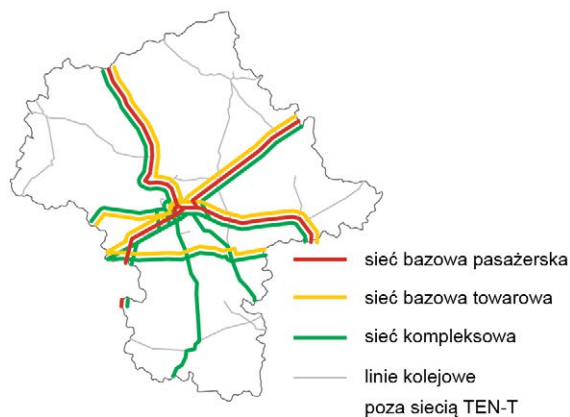 sieć bazowa pasażerska
sieć bazowa towarowa
sieć kompleksowa
linie kolejowe
poza siecią TEN-T